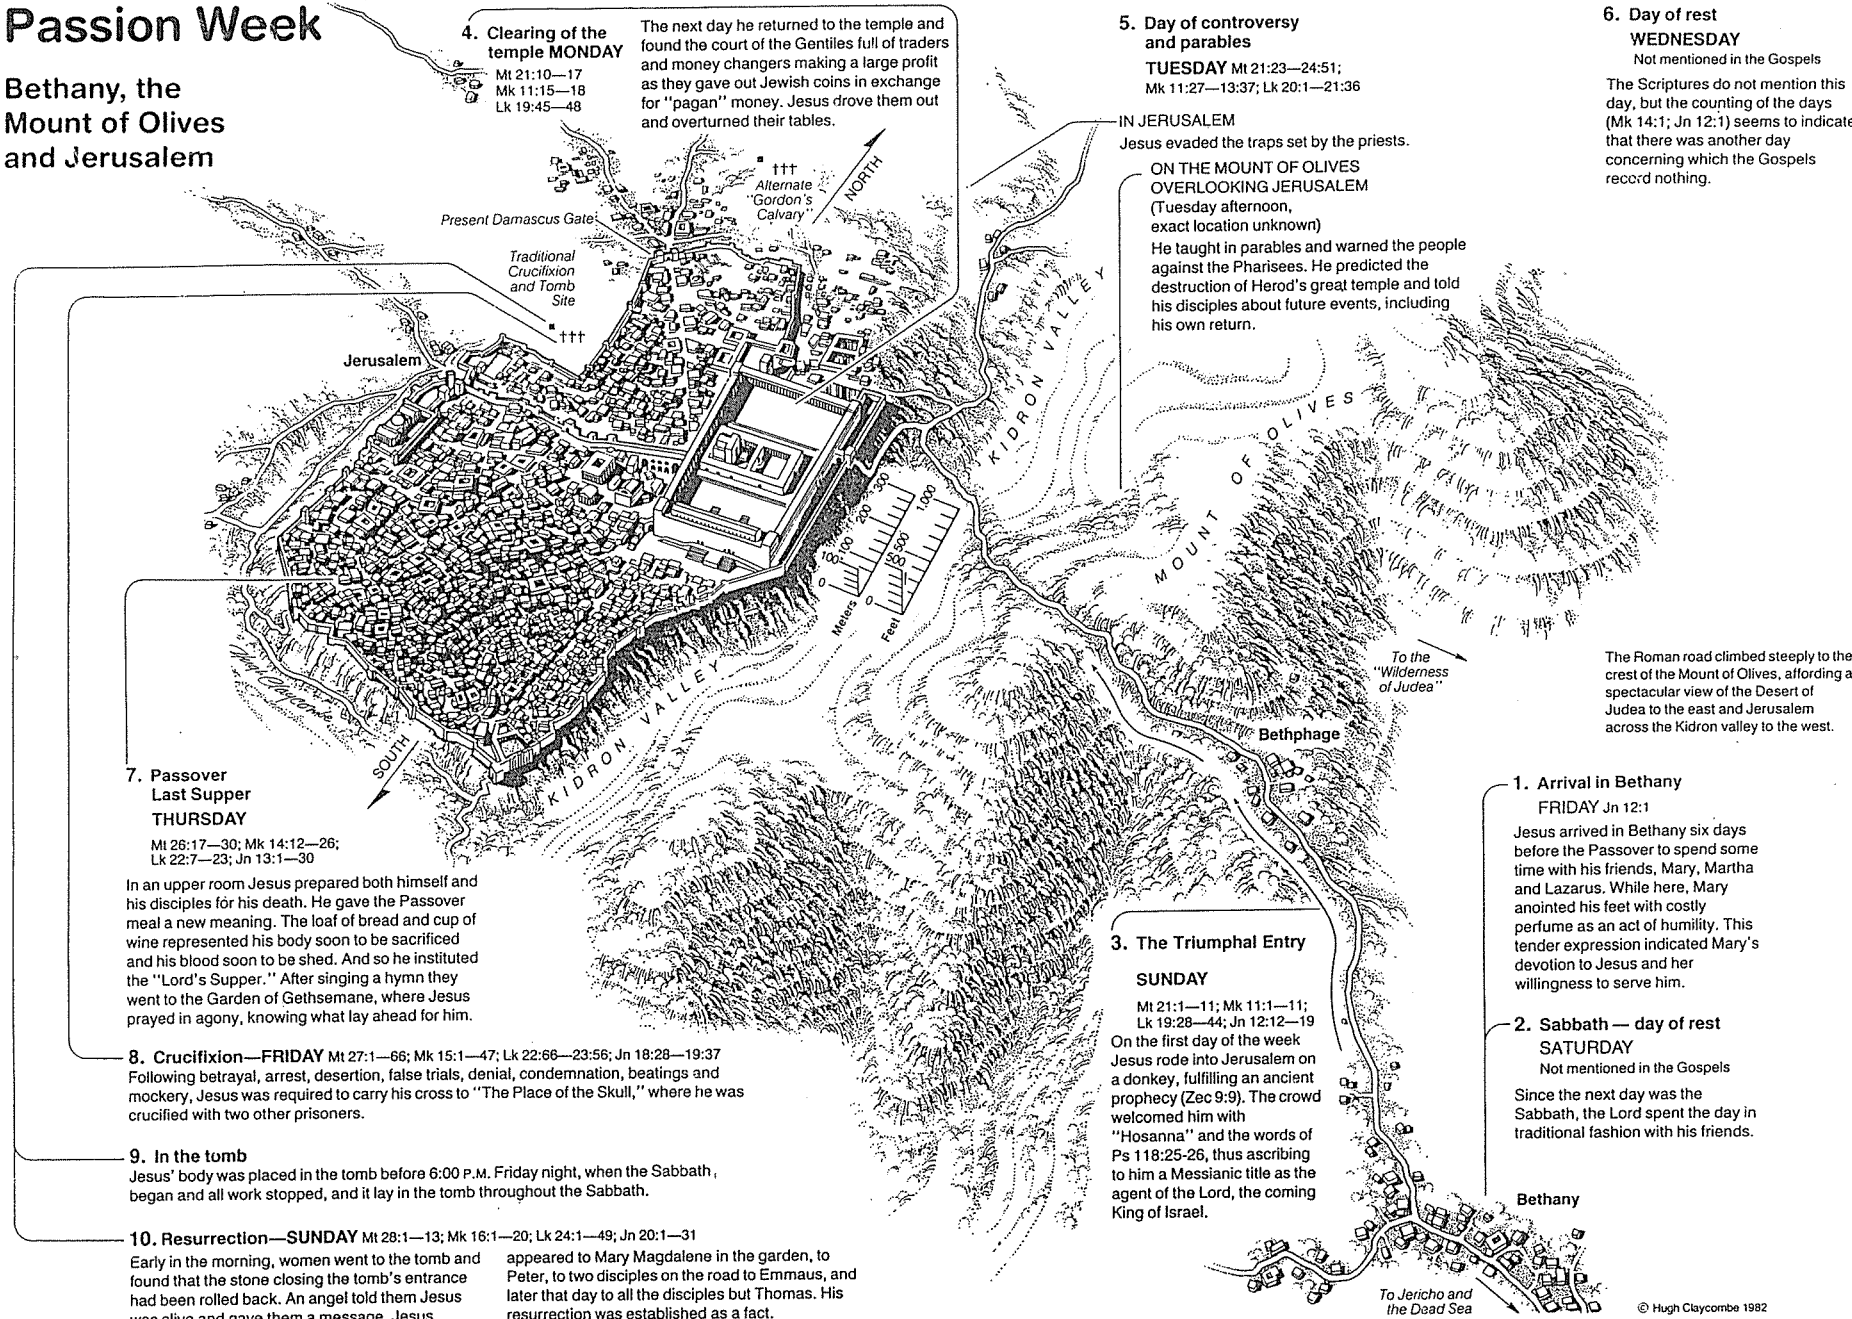 Passion Week
Bethany, the
Mount of Olives
and Jerusalem
4. Clearing of the
temple MONDAY
Mt 21:10—17
Mk 11:15—18
Lk 19:45—48
The next day he returned to the temple and
found the court of the Gentiles full of traders
and money changers making a large profit
as they gave out Jewish coins in exchange
for "pagan" money. Jesus drove them out
and overturned their tables.
5. Day of controversy
and parables
TUESDAY Mt 21:23—24:51;
Mk 11:27—13:37; Lk 20:1—21:36
IN JERUSALEM
Jesus evaded the traps set by the priests.
ON THE MOUNT OF OLIVES
OVERLOOKING JERUSALEM
(Tuesday afternoon,
exact location unknown)
He taught in parables and warned the people
against the Pharisees. He predicted the
destruction of Herod's great temple and told
his disciples about future events, including
his own return.
6. Day of rest
WEDNESDAY
Not mentioned in the Gospels
The Scriptures do not mention this
day, but the counting of the days
(Mk 14:1; Jn 12:1) seems to indicate
that there was another day
concerning which the Gospels
record nothing.
Alternate
"Gordon's
Calvary"
NORTH
Present Damascus Gate
Traditional
Crucifixion
and Tomb
Site
Jerusalem
KIDRON VALLEY
MOUNT OF OLIVES
300
200
100
100
0
Meters
1,000
500
0
Feet
KIDRON VALLEY
SOUTH
To the
"Wilderness
of Judea"
The Roman road climbed steeply to the
crest of the Mount of Olives, affording a
spectacular view of the Desert of
Judea to the east and Jerusalem
across the Kidron valley to the west.
Bethphage
7. Passover
Last Supper
THURSDAY
Mt 26:17—30; Mk 14:12—26;
Lk 22:7—23; Jn 13:1—30
In an upper room Jesus prepared both himself and
his disciples for his death. He gave the Passover
meal a new meaning. The loaf of bread and cup of
wine represented his body soon to be sacrificed
and his blood soon to be shed. And so he instituted
the "Lord's Supper." After singing a hymn they
went to the Garden of Gethsemane, where Jesus
prayed in agony, knowing what lay ahead for him.
1. Arrival in Bethany
FRIDAY Jn 12:1
Jesus arrived in Bethany six days
before the Passover to spend some
time with his friends, Mary, Martha
and Lazarus. While here, Mary
anointed his feet with costly
perfume as an act of humility. This
tender expression indicated Mary's
devotion to Jesus and her
willingness to serve him.
2. Sabbath — day of rest
SATURDAY
Not mentioned in the Gospels
Since the next day was the
Sabbath, the Lord spent the day in
traditional fashion with his friends.
3. The Triumphal Entry
SUNDAY
Mt 21:1—11; Mk 11:1—11;
Lk 19:28—44; Jn 12:12—19
On the first day of the week
Jesus rode into Jerusalem on
a donkey, fulfilling an ancient
prophecy (Zec 9:9). The crowd
welcomed him with
"Hosanna" and the words of
Ps 118:25-26, thus ascribing
to him a Messianic title as the
agent of the Lord, the coming
King of Israel.
8. Crucifixion—FRIDAY Mt 27:1—66; Mk 15:1—47; Lk 22:66—23:56; Jn 18:28—19:37
Following betrayal, arrest, desertion, false trials, denial, condemnation, beatings and
mockery, Jesus was required to carry his cross to "The Place of the Skull," where he was
crucified with two other prisoners.
9. In the tomb
Jesus' body was placed in the tomb before 6:00 P.M. Friday night, when the Sabbath
began and all work stopped, and it lay in the tomb throughout the Sabbath.
10. Resurrection—SUNDAY Mt 28:1—13; Mk 16:1—20; Lk 24:1—49; Jn 20:1—31
Early in the morning, women went to the tomb and
found that the stone closing the tomb's entrance
had been rolled back. An angel told them Jesus
was alive and gave them a message. Jesus
appeared to Mary Magdalene in the garden, to
Peter, to two disciples on the road to Emmaus, and
later that day to all the disciples but Thomas. His
resurrection was established as a fact.
Bethany
To Jericho and
the Dead Sea
© Hugh Claycombe 1982